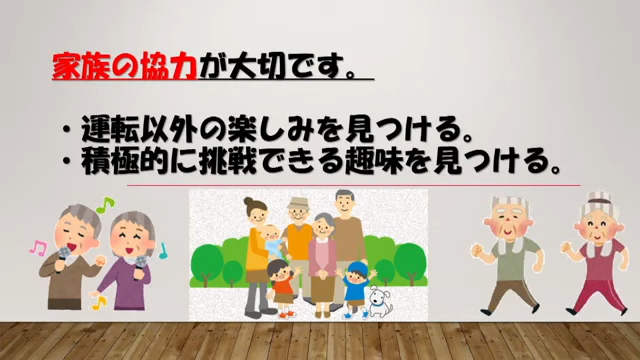 家族の協力が大切です。
・運転以外の楽しみを見つける。
・積極的に挑戦できる趣味を見つける。